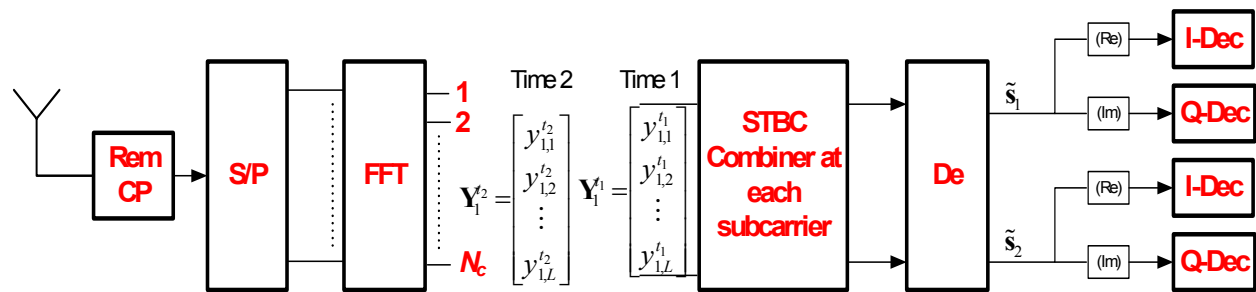 Rem
CP
S/P
FFT
1
2
N_c
Time 2
Y_1^{t_2} = [y_{1,1}^{t_2} y_{1,2}^{t_2} ⋮ y_{1,L}^{t_2}]
Time 1
Y_1^{t_1} = [y_{1,1}^{t_1} y_{1,2}^{t_1} ⋮ y_{1,L}^{t_1}]
STBC
Combiner at
each
subcarrier
De
s̃_1
(Re)
I-Dec
(Im)
Q-Dec
s̃_2
(Re)
I-Dec
(Im)
Q-Dec